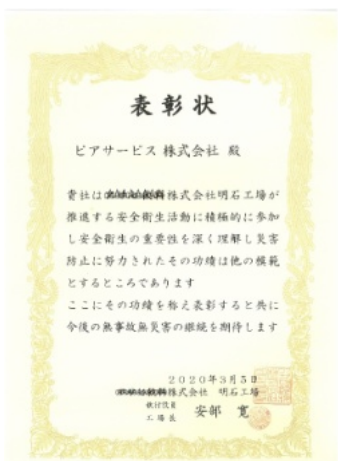 表彰状
ピアサービス 株式会社 殿
貴社は株式会社明石工場が
推進する安全衛生活動に積極的に参加
し安全衛生の重要性を深く理解し災害
防止に努力されたその功績は他の模範
とするところであります
ここにその功績を称え表彰すると共に
今後の無事故無災害の継続を期待します
2020年3月5日
株式会社 明石工場
執行役員
工場長 安部 寛